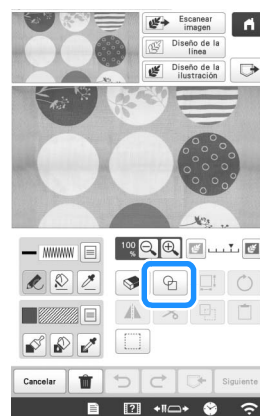 Escanear
imagen
Diseño de la
línea
Diseño de la
ilustración
100
%
Cancelar
Siguiente